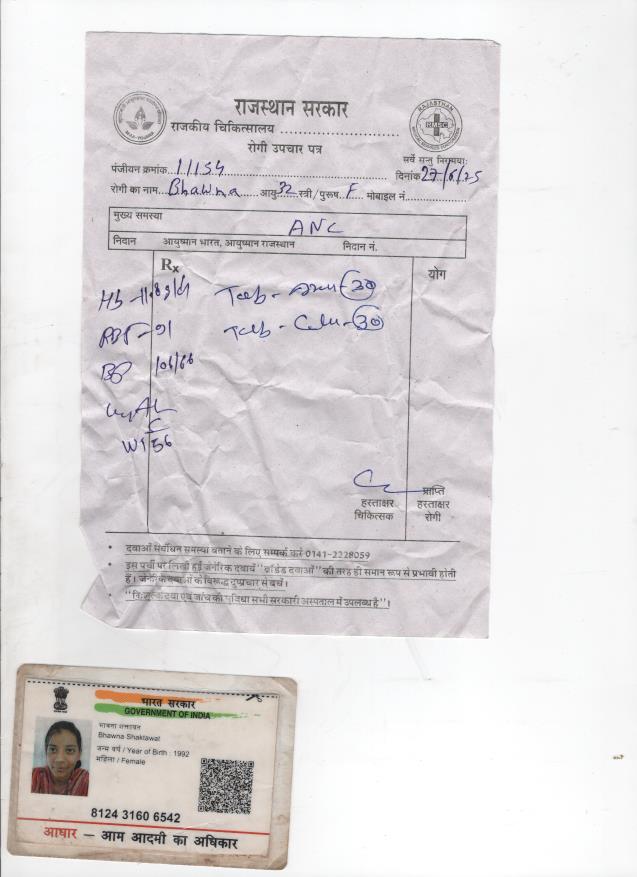 राजस्थान सरकार
राजकीय चिकित्सालय ........................
रोगी उपचार पत्र
सर्वे सन्तु निरामयाः
पंजीयन क्रमांक...11154 दिनांक 27/6/25
रोगी का नाम...Bhawna......आयु.32.स्त्री/पुरूष. F .मोबाइल नं.
मुख्य समस्या
ANC
निदान आयुष्मान भारत, आयुष्मान राजस्थान निदान नं.
Rx योग
Hb
Tab-
Tab-
BP
WT 56
प्राप्ति
हस्ताक्षर हस्ताक्षर
चिकित्सक रोगी
• दवाओं संबंधित समस्या बताने के लिए सम्पर्क करें 0141-2228059
• इस पर्ची पर लिखी हुई जेनेरिक दवायें "ब्रांडेड दवाओं" की तरह ही समान रूप से प्रभावी होती
हैं। जेनेरिक दवाओं के विरूद्ध दुष्प्रचार से बचें।
• "निःशुल्क दवा एवं जांच की सुविधा सभी सरकारी अस्पताल में उपलब्ध है"।
भारत सरकार
GOVERNMENT OF INDIA
Bhawna Shaktawat
जन्म वर्ष / Year of Birth : 1992
महिला / Female
8124 3160 6542
आधार – आम आदमी का अधिकार